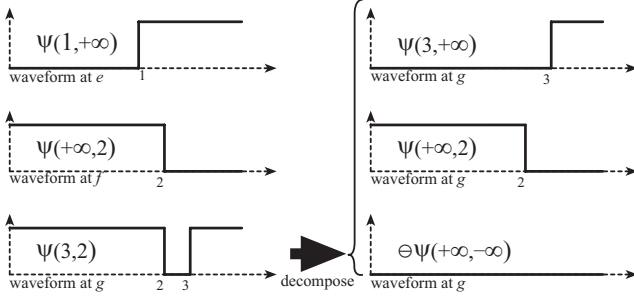 ψ(1,+∞)
waveform at e
1
ψ(+∞,2)
waveform at f
2
ψ(3,2)
waveform at g
2 3
decompose
ψ(3,+∞)
waveform at g
3
ψ(+∞,2)
waveform at g
2
⊖ψ(+∞,−∞)
waveform at g